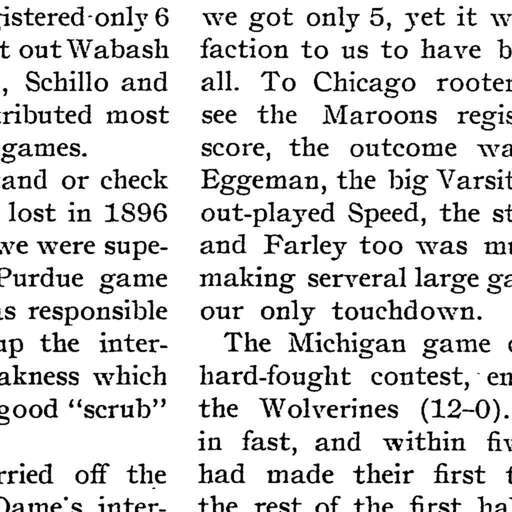 gistered only 6
t out Wabash
, Schillo and
ributed most
games.
and or check
lost in 1896
we were supe-
Purdue game
as responsible
up the inter-
akness which
good "scrub"
rried off the
Dame's inter-
we got only 5, yet it w
faction to us to have b
all. To Chicago rooter
see the Maroons regis
score, the outcome wa
Eggeman, the big Varsit
out-played Speed, the st
and Farley too was mu
making serveral large ga
our only touchdown.
The Michigan game
hard-fought contest, en
the Wolverines (12–0).
in fast, and within fiv
had made their first t
the rest of the first hal